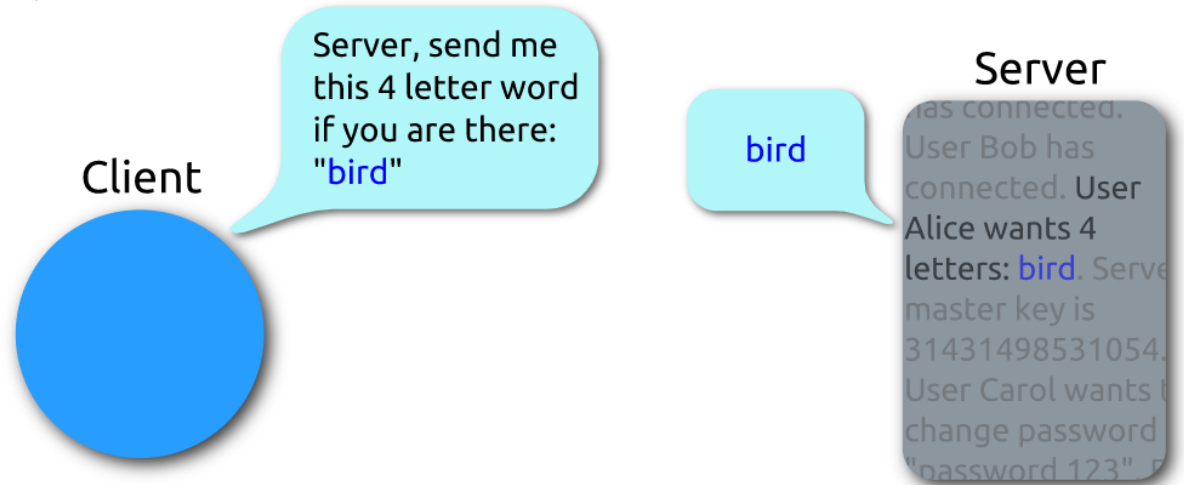 Server, send me
this 4 letter word
if you are there:
"bird"
Client
bird
Server
has connected.
User Bob has
connected. User
Alice wants 4
letters: bird. Serve
master key is
31431498531054.
User Carol wants t
change password
"password 123".